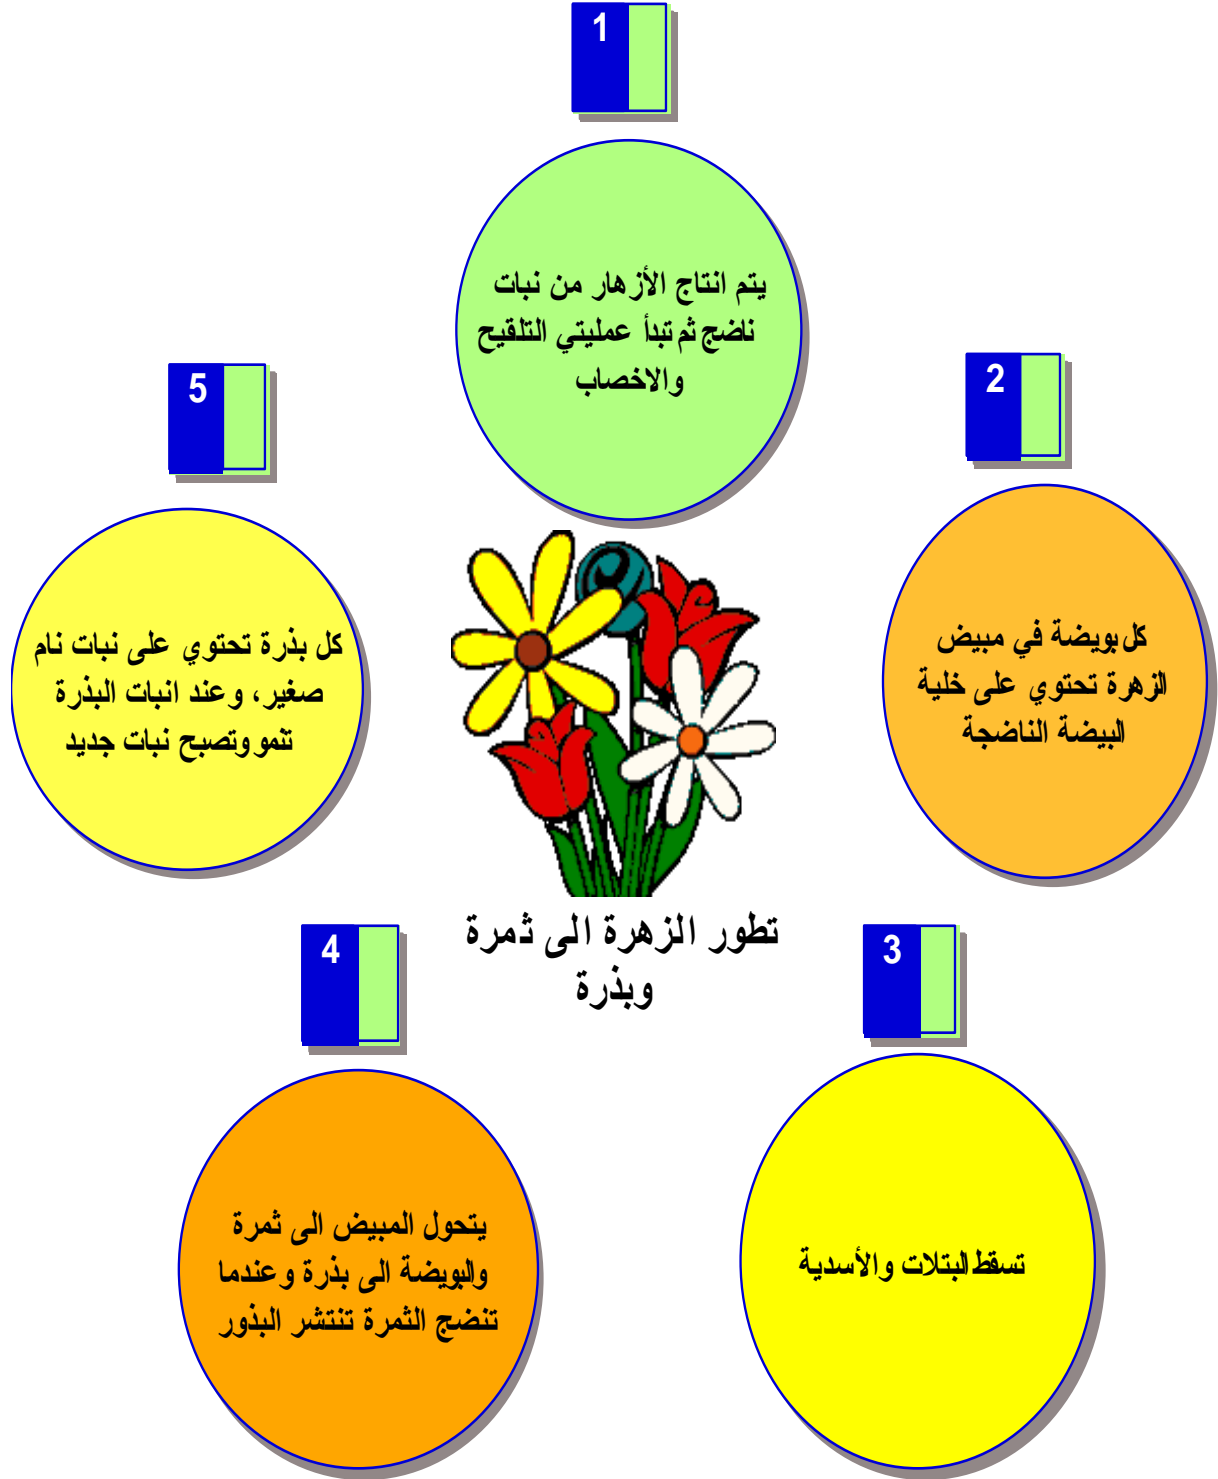 1
يتم انتاج الأزهار من نبات
ناضج ثم تبدأ عمليتي التلقيح
والاخصاب
2
كل بويضة في مبيض
الزهرة تحتوي على خلية
البيضة الناضجة
3
تسقط البتلات والأسدية
4
يتحول المبيض الى ثمرة
والبويضة الى بذرة وعندما
تنضج الثمرة تنتشر البذور
5
كل بذرة تحتوي على نبات نام
صغير، وعند انبات البذرة
تنمو وتصبح نبات جديد
تطور الزهرة الى ثمرة
وبذرة